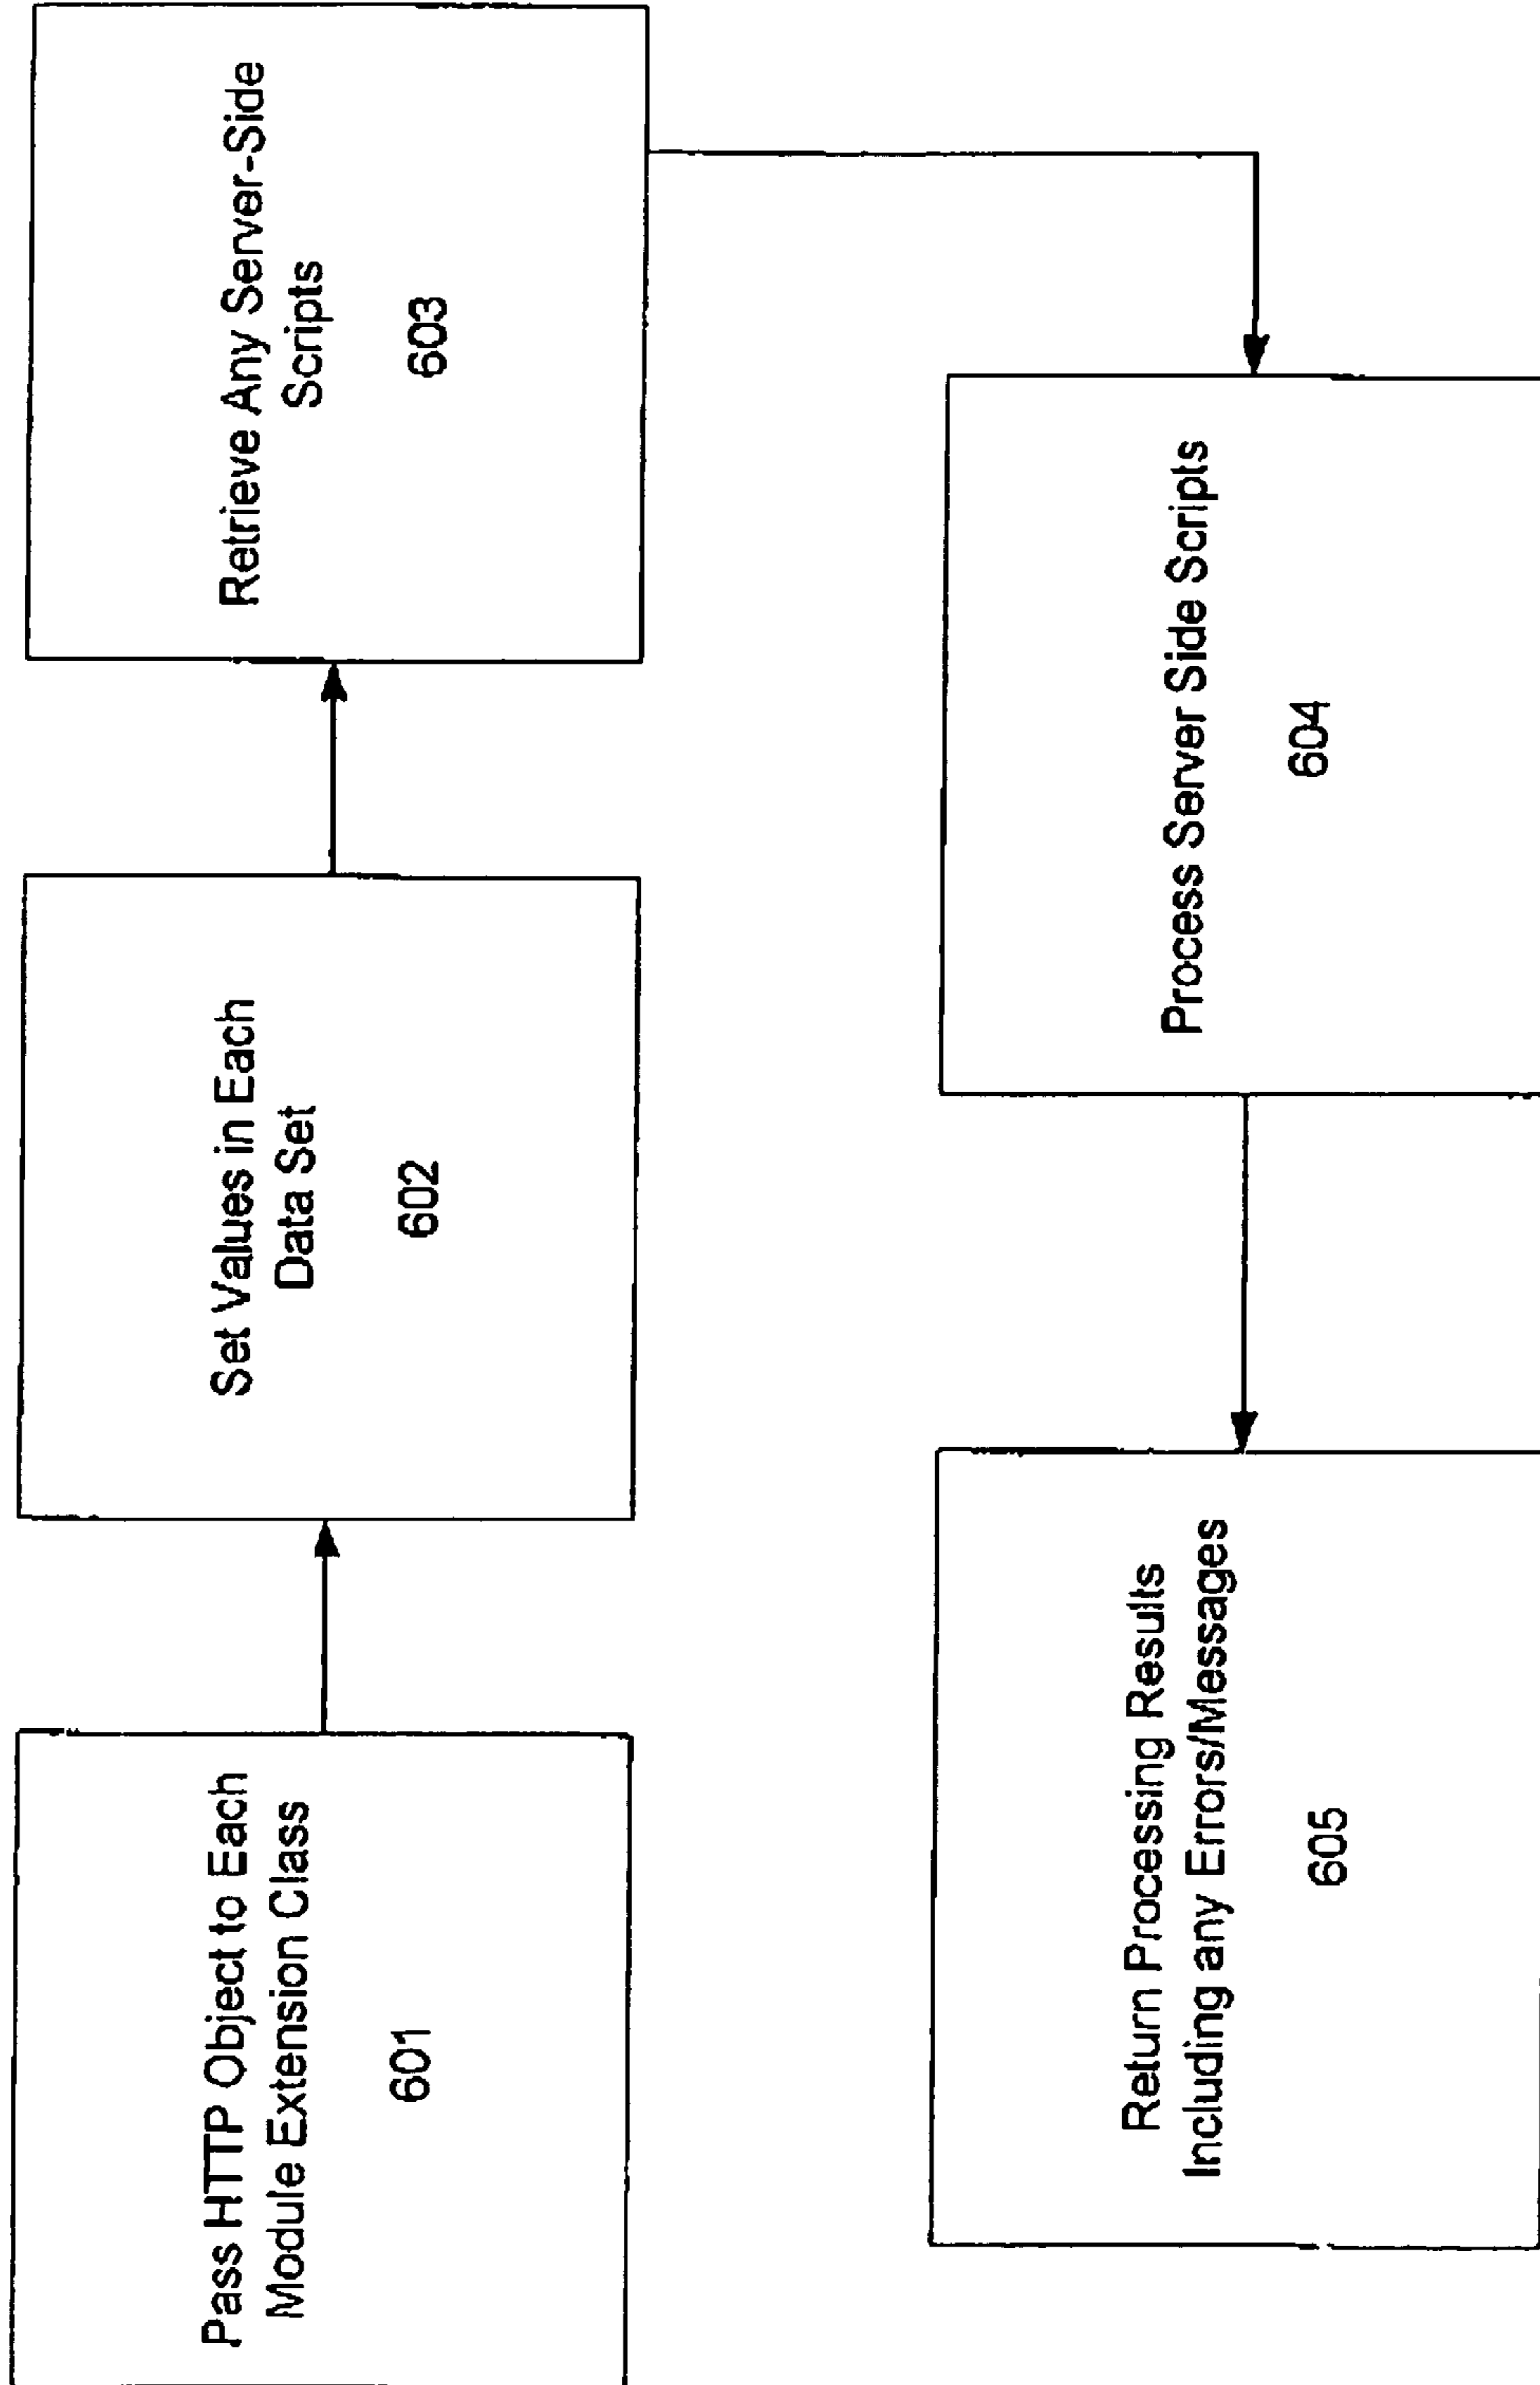 Pass HTTP Object to Each
Module Extension Class
601
Set Values in Each
Data Set
602
Retrieve Any Server-Side
Scripts
603
Process Server Side Scripts
604
Return Processing Results
Including any Errors/Messages
605